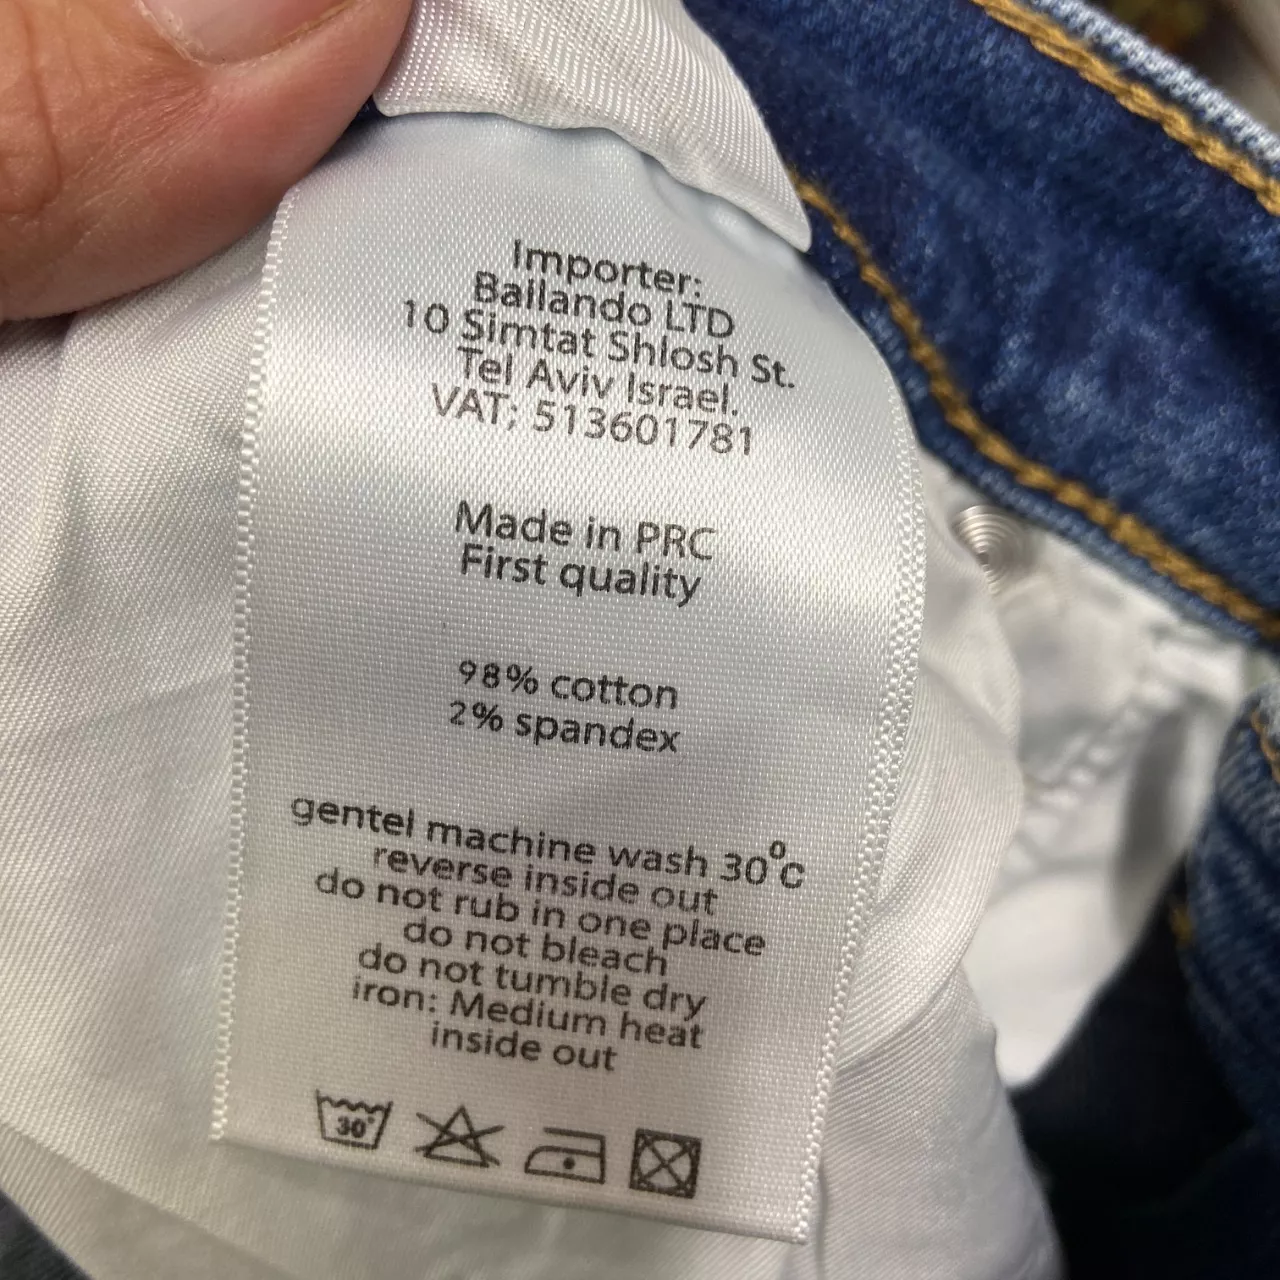 Importer:
Ballando LTD
10 Simtat Shlosh St.
Tel Aviv Israel.
VAT; 513601781
Made in PRC
First quality
98% cotton
2% spandex
gentel machine wash 30°c
reverse inside out
do not rub in one place
do not bleach
do not tumble dry
iron: Medium heat
inside out
30°